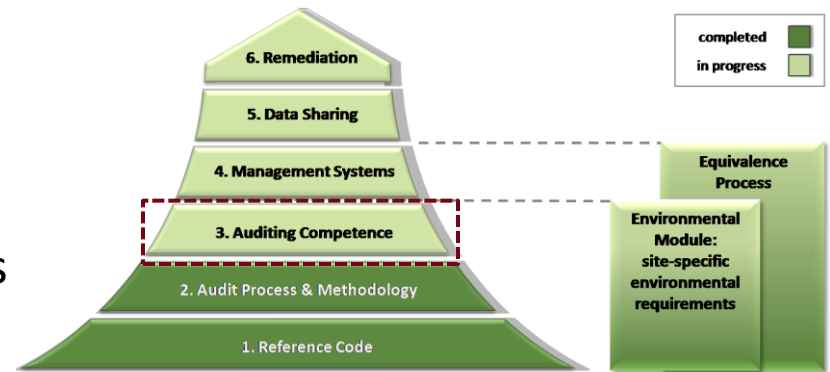 completed
in progress
6. Remediation
5. Data Sharing
4. Management Systems
3. Auditing Competence
2. Audit Process & Methodology
1. Reference Code
Equivalence
Process
Environmental
Module:
site-specific
environmental
requirements
s